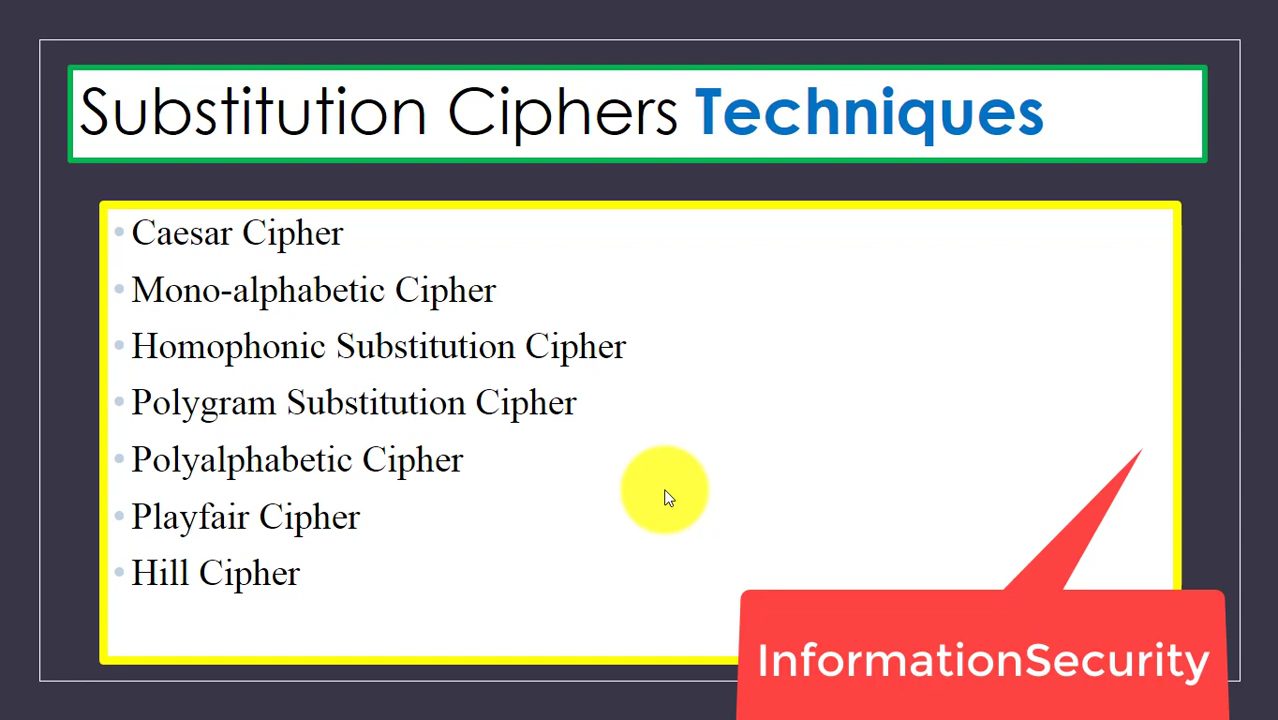 Substitution Ciphers Techniques
• Caesar Cipher
• Mono-alphabetic Cipher
• Homophonic Substitution Cipher
• Polygram Substitution Cipher
• Polyalphabetic Cipher
• Playfair Cipher
• Hill Cipher
InformationSecurity